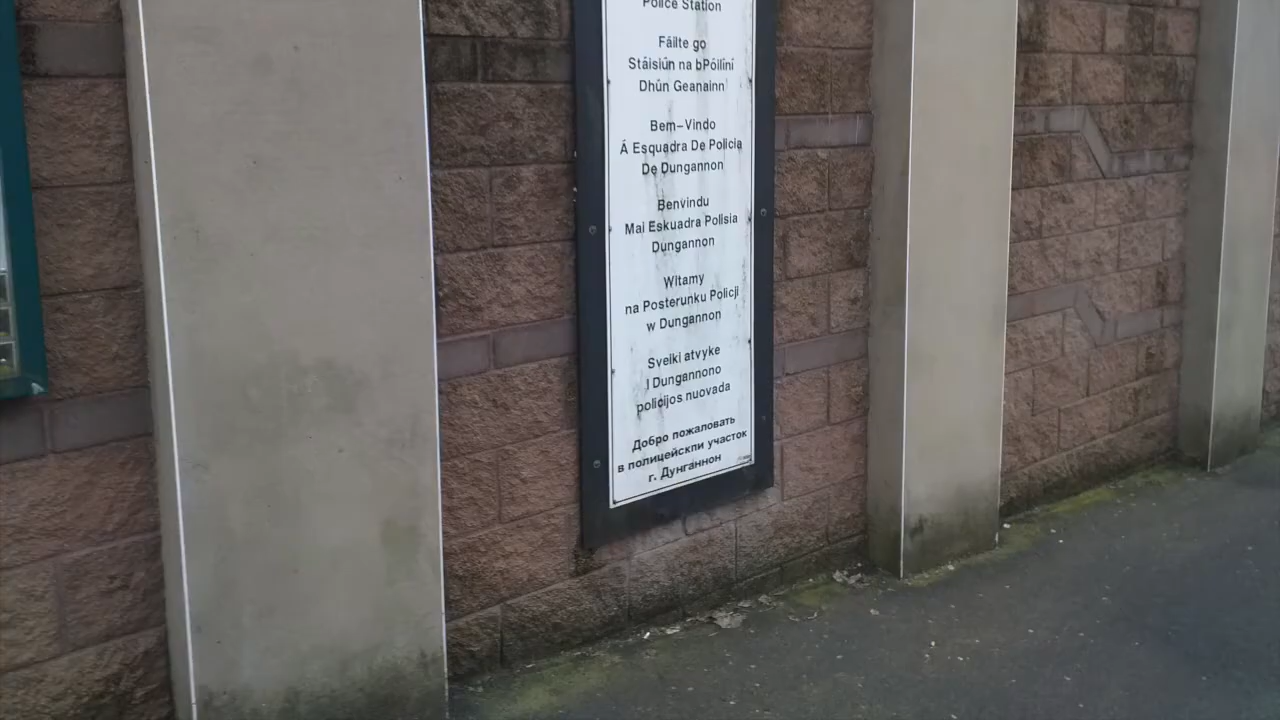 Police Station
Fáilte go
Stáisiún na bPóilíní
Dhún Geanainn
Bem-Vindo
Á Esquadra De Policia
De Dungannon
Benvindu
Mai Eskuadra Polisia
Dungannon
Witamy
na Posterunku Policji
w Dungannon
Sveiki atvyke
I Dungannono
policijos nuovada
Добро пожаловать
в полицейскпи участок
г. Дунганнон